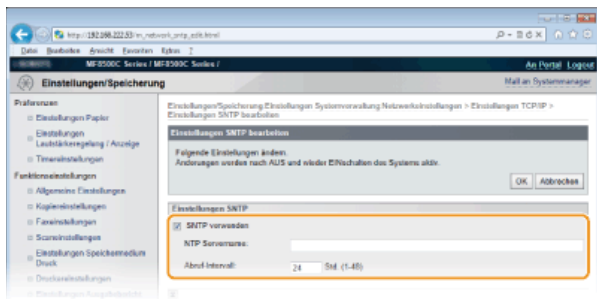 http://192.168.222.53/m_network_sntp_edit.html
Datei Bearbeiten Ansicht Favoriten Extras ?
MF8500C Series / MF8500C Series /
An Portal Logout
Einstellungen/Speicherung
Mail an Systemmanager
Präferenzen
Einstellungen Papier
Einstellungen Lautstärkeregelung / Anzeige
Timereinstellungen
Funktionseinstellungen
Allgemeine Einstellungen
Kopiereinstellungen
Faxeinstellungen
Scaneinstellungen
Einstellungen Speichermedium Druck
Druckereinstellungen
Einstellungen/Speicherung:Einstellungen Systemverwaltung:Netzwerkeinstellungen > Einstellungen TCP/IP >
Einstellungen SNTP bearbeiten
Einstellungen SNTP bearbeiten
Folgende Einstellungen ändern.
Änderungen werden nach AUS und wieder EINschalten des Systems aktiv.
OK Abbrechen
Einstellungen SNTP
SNTP verwenden
NTP Servername:
Abruf-Intervall: 24 Std. (1-48)